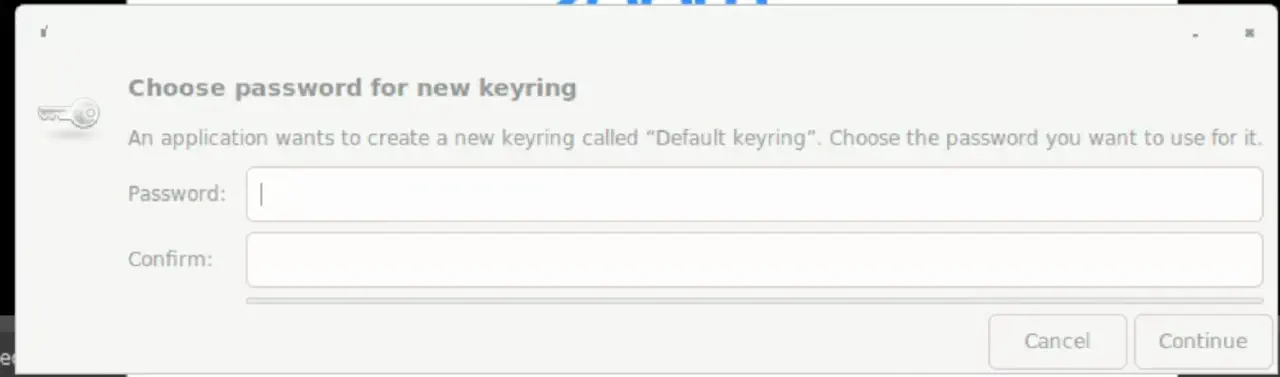 Choose password for new keyring
An application wants to create a new keyring called “Default keyring”. Choose the password you want to use for it.
Password:
Confirm:
Cancel
Continue